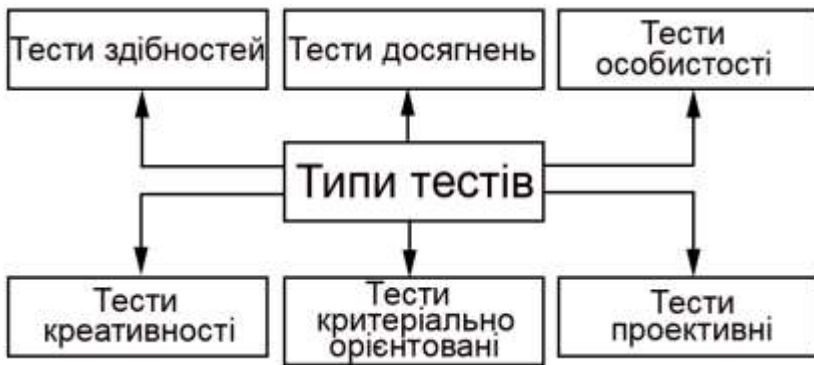 Тести здібностей
Тести досягнень
Тести
особистості
Типи тестів
Тести
креативності
Тести
критеріально
орієнтовані
Тести
проективні